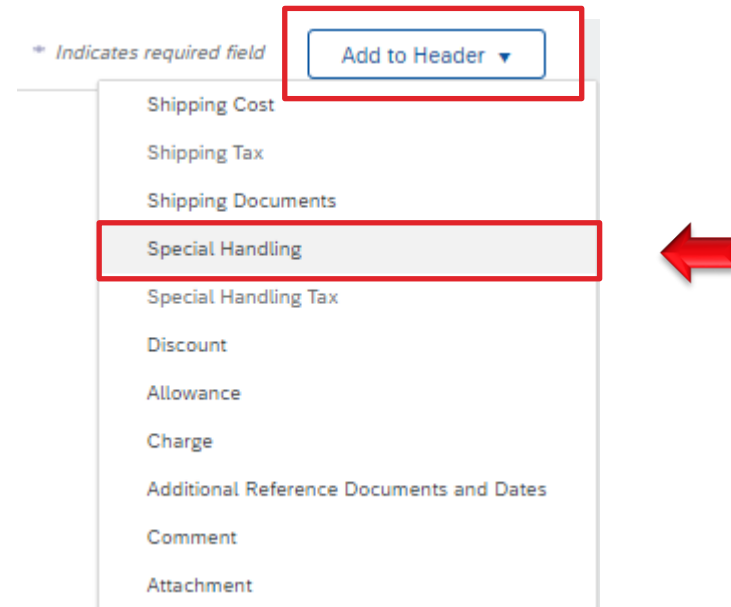 * Indicates required field
Add to Header ▼
Shipping Cost
Shipping Tax
Shipping Documents
Special Handling
Special Handling Tax
Discount
Allowance
Charge
Additional Reference Documents and Dates
Comment
Attachment